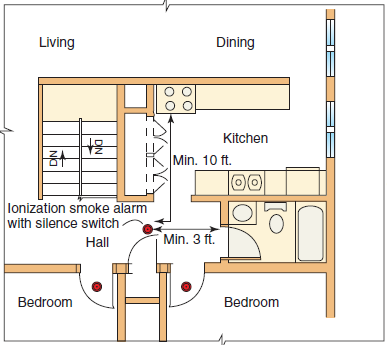 Living
Dining
Kitchen
DN
DN
Min. 10 ft.
Ionization smoke alarm
with silence switch
Hall
Min. 3 ft.
Bedroom
Bedroom